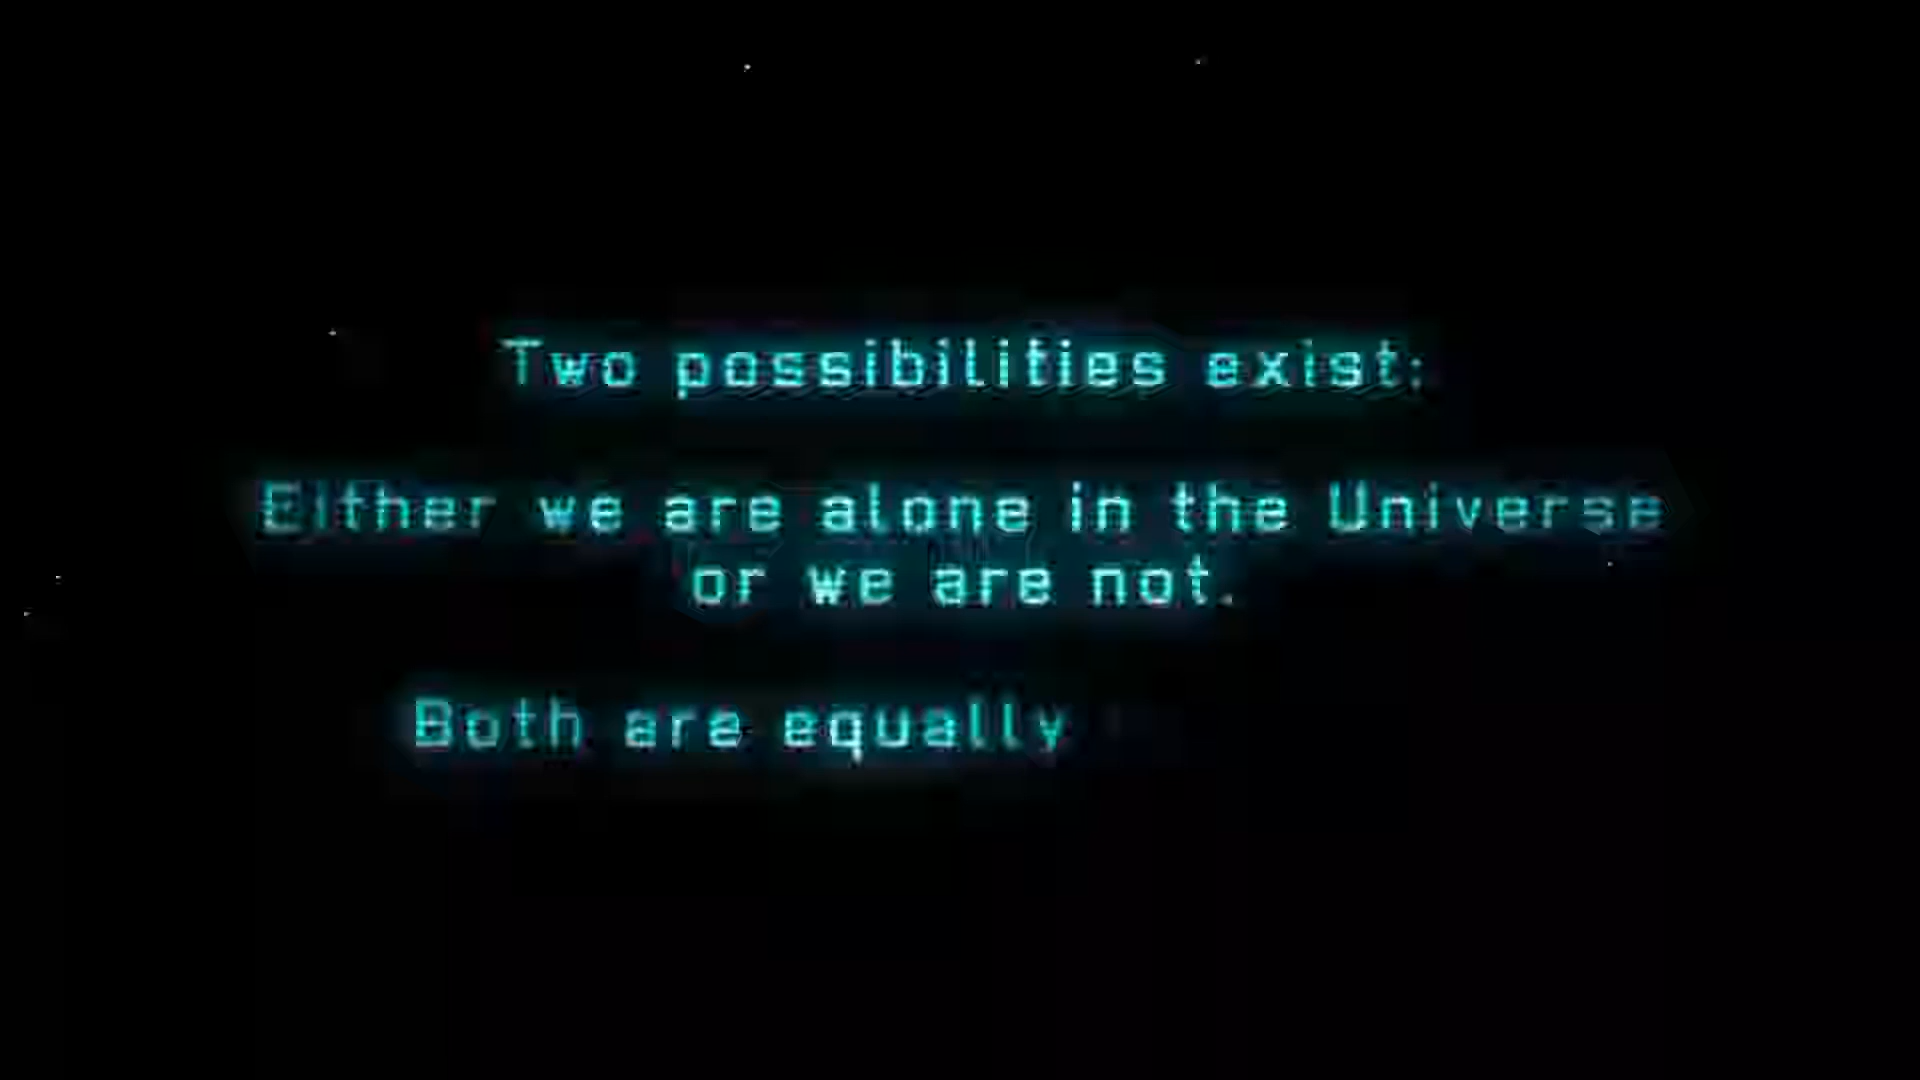 Two possibilities exist:
Either we are alone in the Universe
or we are not.
Both are equally